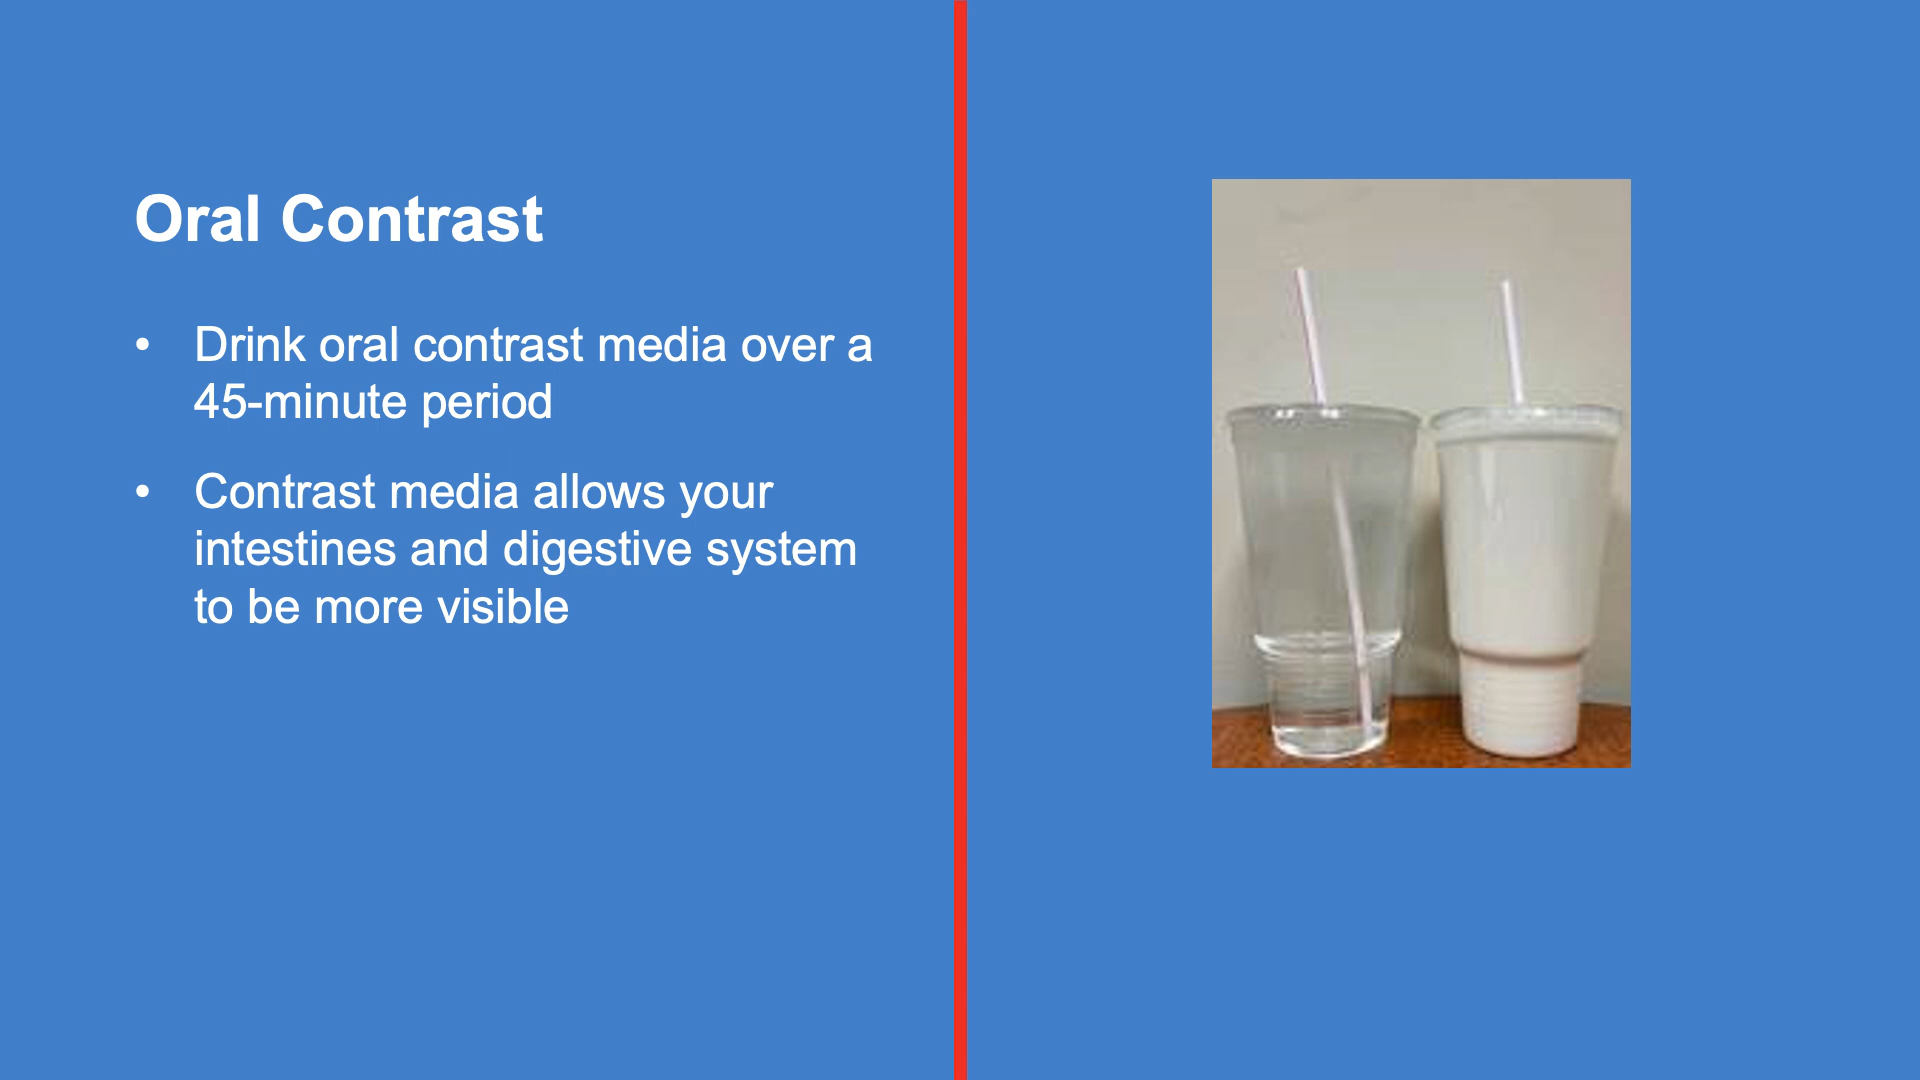 Oral Contrast
• Drink oral contrast media over a
45-minute period
• Contrast media allows your
intestines and digestive system
to be more visible